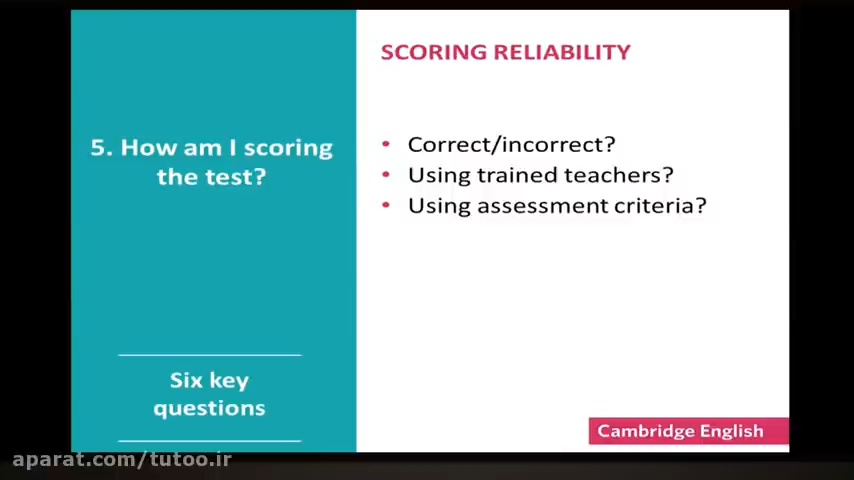 SCORING RELIABILITY
5. How am I scoring
the test?
• Correct/incorrect?
• Using trained teachers?
• Using assessment criteria?
Six key
questions
Cambridge English
aparat.com/tutoo.ir